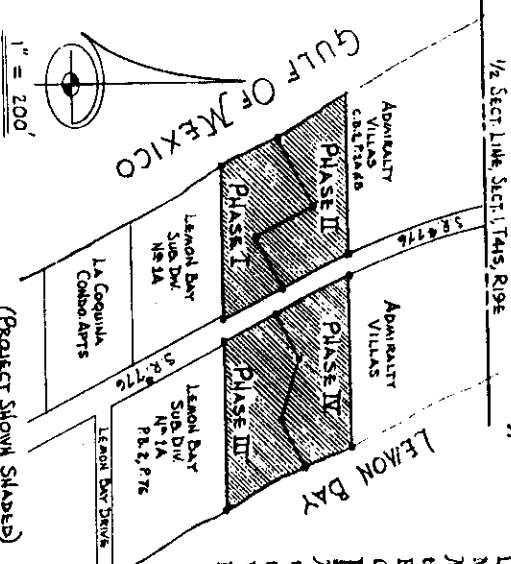 1/2 SECT. LINE, SECT. 1, T41S, R19E
S.R. #776
ADMIRALTY
VILLAS
ADMIRALTY
VILLAS
GULF OF MEXICO
PHASE II
PHASE I
PHASE IV
PHASE III
LEMON BAY
LEMON BAY
SUB. DIV.
Nº 1A
LA COQUINA
CONDO. APTS
S.R. #776
LEMON BAY
SUB. DIV.
Nº 1A
P.B. 2, P. 76
LEMON BAY DRIVE
1" = 200'
(PROJECT SHOWN SHADED)